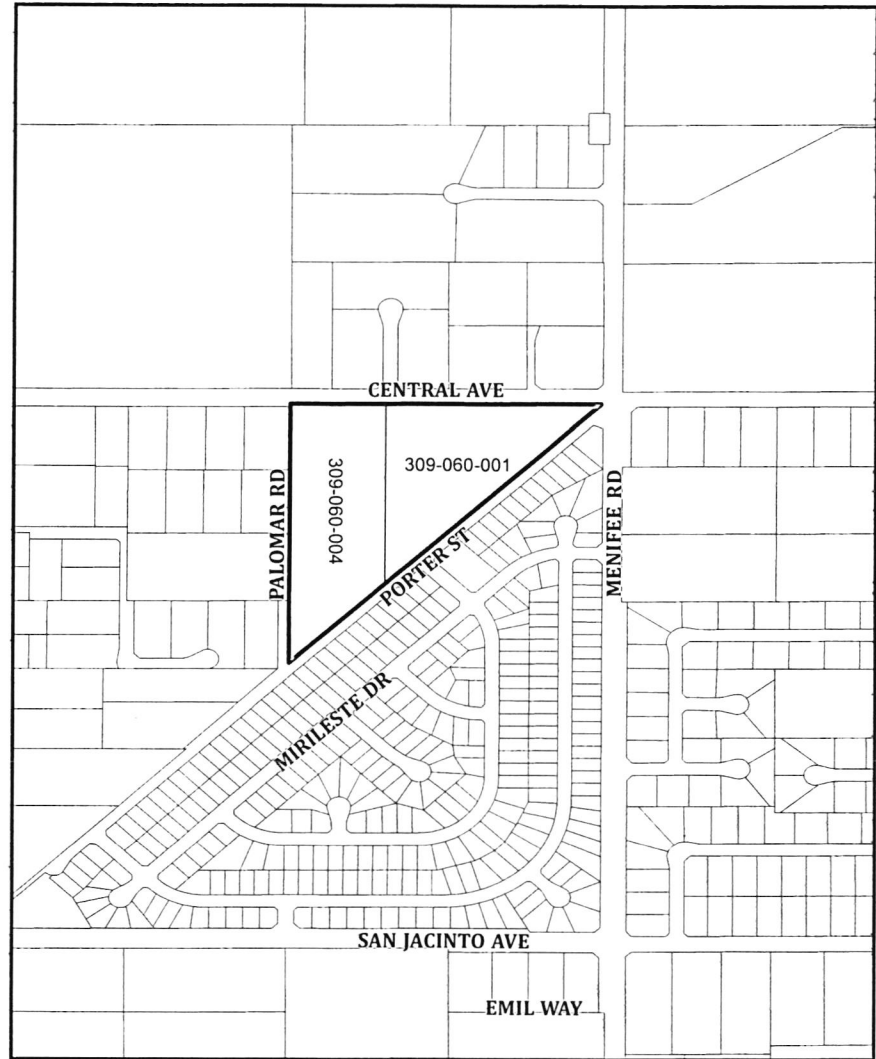 CENTRAL AVE
309-060-001
309-060-004
PALOMAR RD
PORTER ST
MENIFEE RD
MIRILESTE DR
SAN JACINTO AVE
EMIL WAY